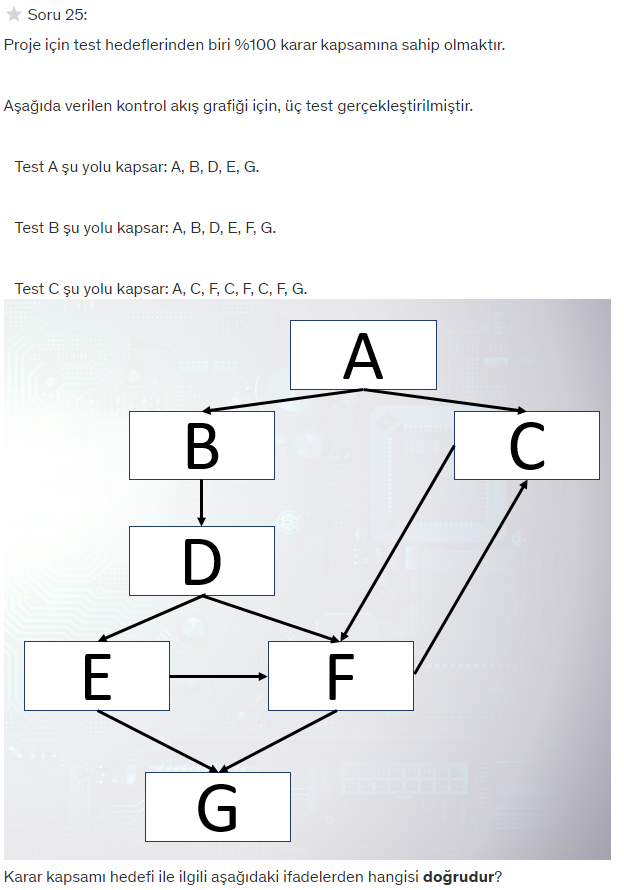 Soru 25:
Proje için test hedeflerinden biri %100 karar kapsamına sahip olmaktır.
Aşağıda verilen kontrol akış grafiği için, üç test gerçekleştirilmiştir.
Test A şu yolu kapsar: A, B, D, E, G.
Test B şu yolu kapsar: A, B, D, E, F, G.
Test C şu yolu kapsar: A, C, F, C, F, C, F, G.
A
B
C
D
E
F
G
Karar kapsamı hedefi ile ilgili aşağıdaki ifadelerden hangisi doğrudur?